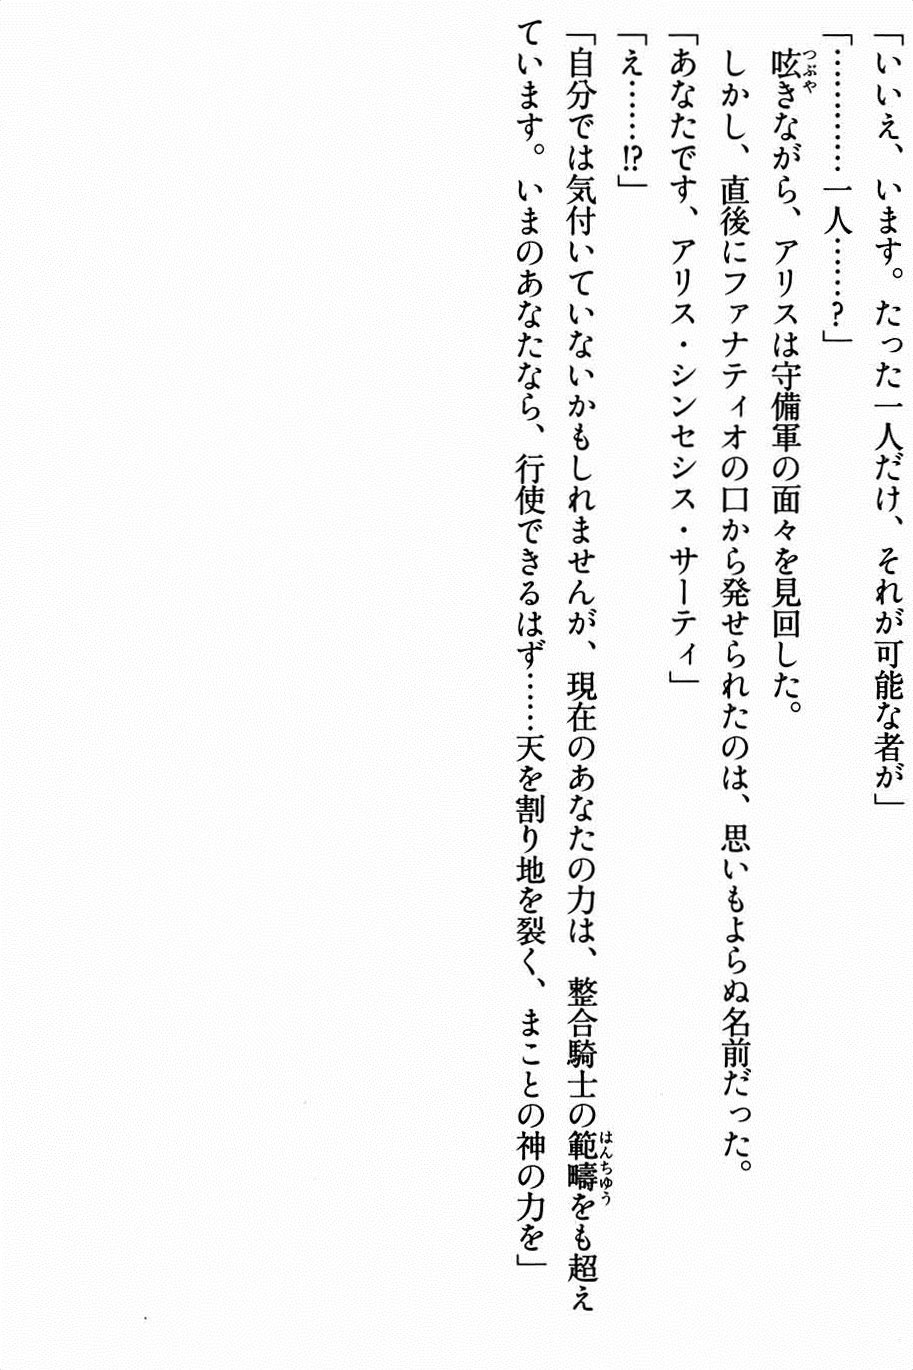 「いいえ、います。たった一人だけ、それが可能な者が」
「…………一人……?」
呟きながら、アリスは守備軍の面々を見回した。
しかし、直後にファナティオの口から発せられたのは、思いもよらぬ名前だった。
「あなたです、アリス・シンセシス・サーティ」
「え……!?」
「自分では気付いていないかもしれませんが、現在のあなたの力は、整合騎士の範疇をも超え
ています。いまのあなたなら、行使できるはず……天を割り地を裂く、まことの神の力を」